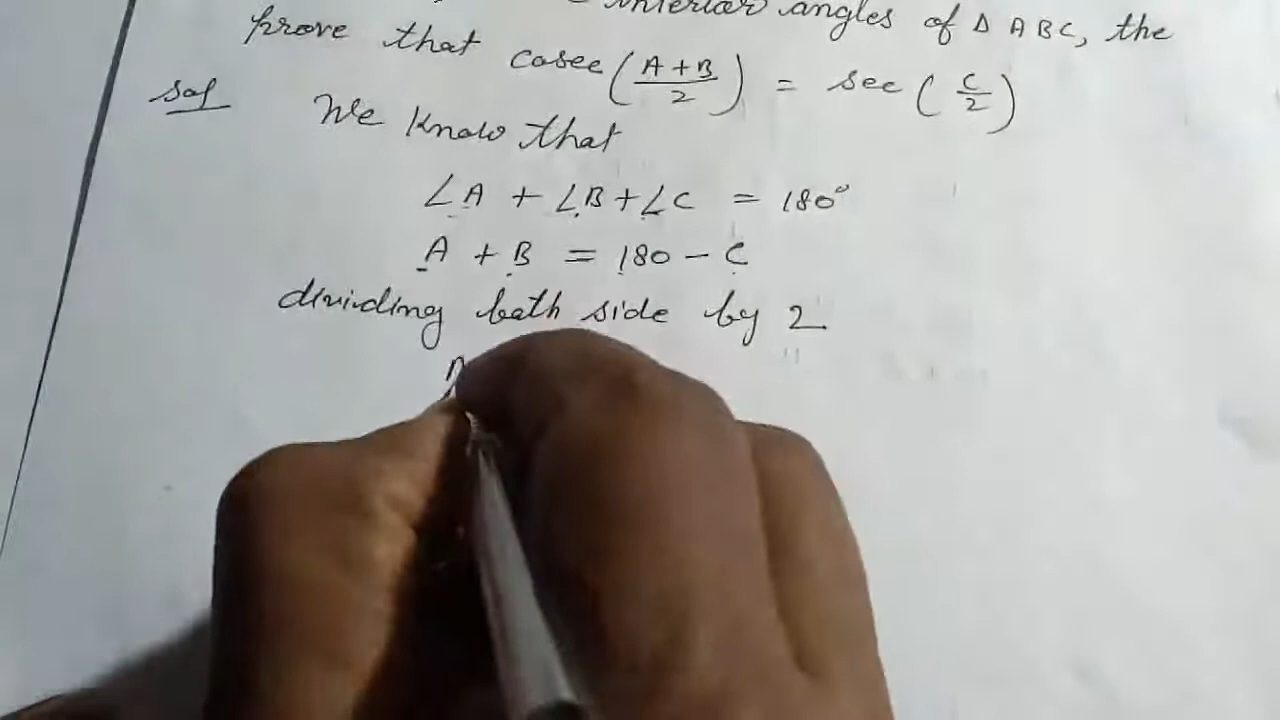 interior angles of Δ ABC, the
prove that cosec (A+B/2) = sec (C/2)
Sol We know that
∠A + ∠B + ∠C = 180°
A + B = 180 - C
dividing both side by 2